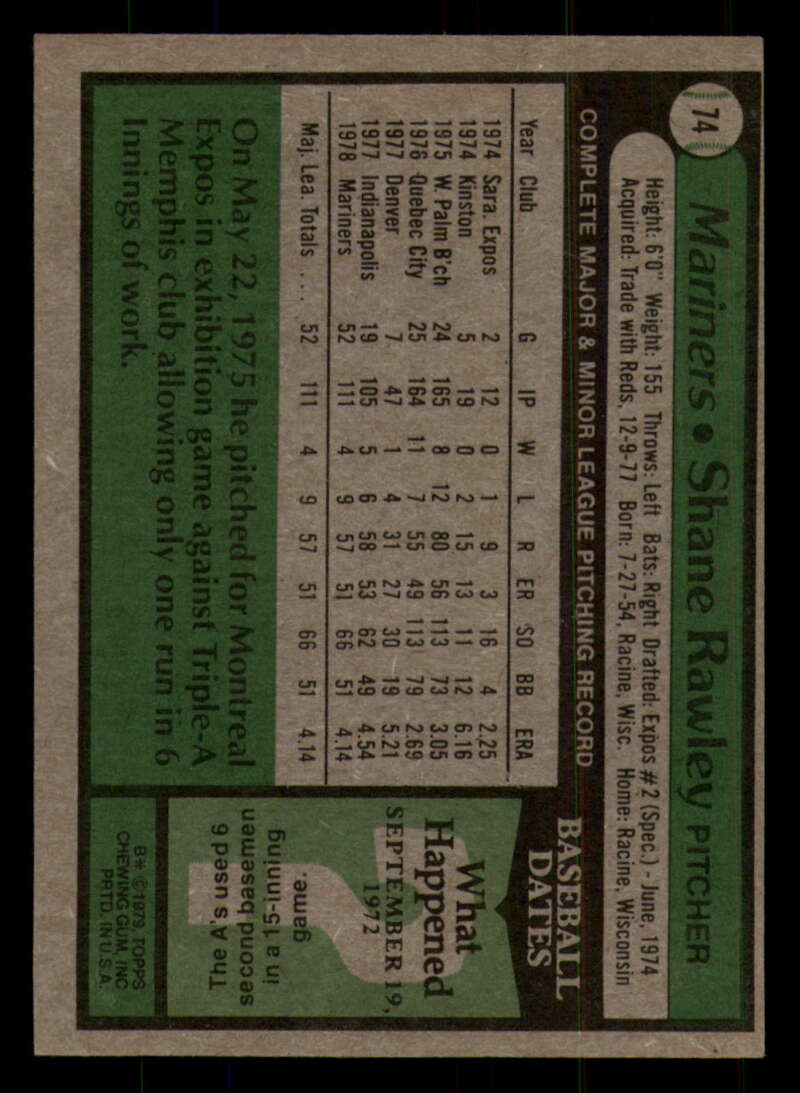 74
Mariners • Shane Rawley PITCHER
Height: 6'0" Weight: 155 Throws: Left Bats: Right Drafted: Expos #2 (Spec.) - June, 1974
Acquired: Trade with Reds, 12-9-77 Born: 7-27-54, Racine, Wisc. Home: Racine, Wisconsin
COMPLETE MAJOR & MINOR LEAGUE PITCHING RECORD
Year Club G IP W L R ER SO BB ERA
1974 Sara. Expos 2 12 0 1 9 3 16 4 2.25
1974 Kinston 5 19 0 2 15 13 11 12 6.16
1975 W. Palm B'ch 24 165 8 12 80 56 113 73 3.05
1976 Quebec City 25 164 11 7 55 49 113 79 2.69
1977 Denver 7 47 1 4 31 27 30 19 5.21
1977 Indianapolis 19 105 5 6 58 53 62 49 4.54
1978 Mariners 52 111 4 9 57 51 66 51 4.14
Maj. Lea. Totals .... 52 111 4 9 57 51 66 51 4.14
On May 22, 1975 he pitched for Montreal
Expos in exhibition game against Triple-A
Memphis club allowing only one run in 6
Innings of work.
BASEBALL
DATES
What
Happened
SEPTEMBER 19,
1972
The A's used 6
second basemen
in a 15-inning
game.
B* © 1979, TOPPS
CHEWING GUM, INC
PRTD. IN U.S.A.